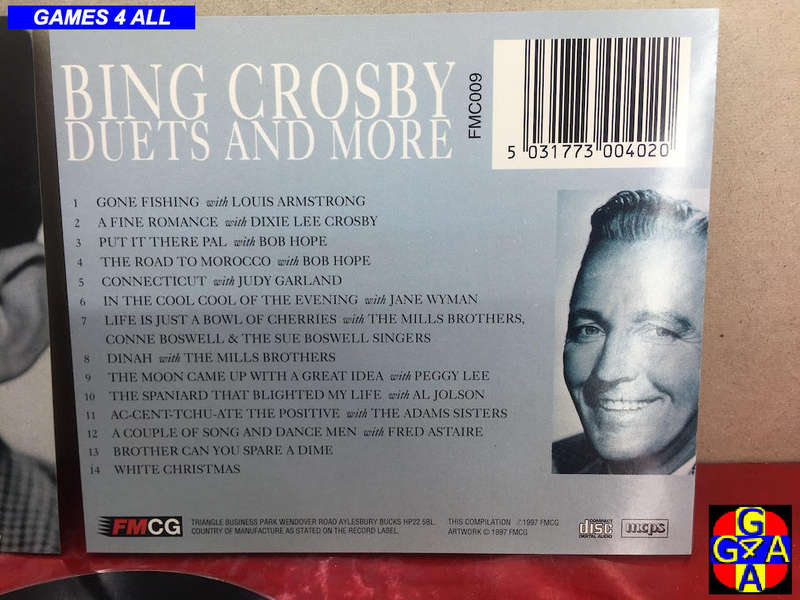 GAMES 4 ALL
BING CROSBY
DUETS AND MORE
FMC009
5 031773 004020
1 GONE FISHING with LOUIS ARMSTRONG
2 A FINE ROMANCE with DIXIE LEE CROSBY
3 PUT IT THERE PAL with BOB HOPE
4 THE ROAD TO MOROCCO with BOB HOPE
5 CONNECTICUT with JUDY GARLAND
6 IN THE COOL COOL OF THE EVENING with JANE WYMAN
7 LIFE IS JUST A BOWL OF CHERRIES with THE MILLS BROTHERS,
CONNE BOSWELL & THE SUE BOSWELL SINGERS
8 DINAH with THE MILLS BROTHERS
9 THE MOON CAME UP WITH A GREAT IDEA with PEGGY LEE
10 THE SPANIARD THAT BLIGHTED MY LIFE with AL JOLSON
11 AC-CENT-TCHU-ATE THE POSITIVE with THE ADAMS SISTERS
12 A COUPLE OF SONG AND DANCE MEN with FRED ASTAIRE
13 BROTHER CAN YOU SPARE A DIME
14 WHITE CHRISTMAS
FMCG
TRIANGLE BUSINESS PARK WENDOVER ROAD AYLESBURY BUCKS HP22 5BL.
COUNTRY OF MANUFACTURE AS STATED ON THE RECORD LABEL.
THIS COMPILATION ℗1997 FMCG
ARTWORK © 1997 FMCG
COMPACT
disc
DIGITAL AUDIO
mcps
G
G4A
A